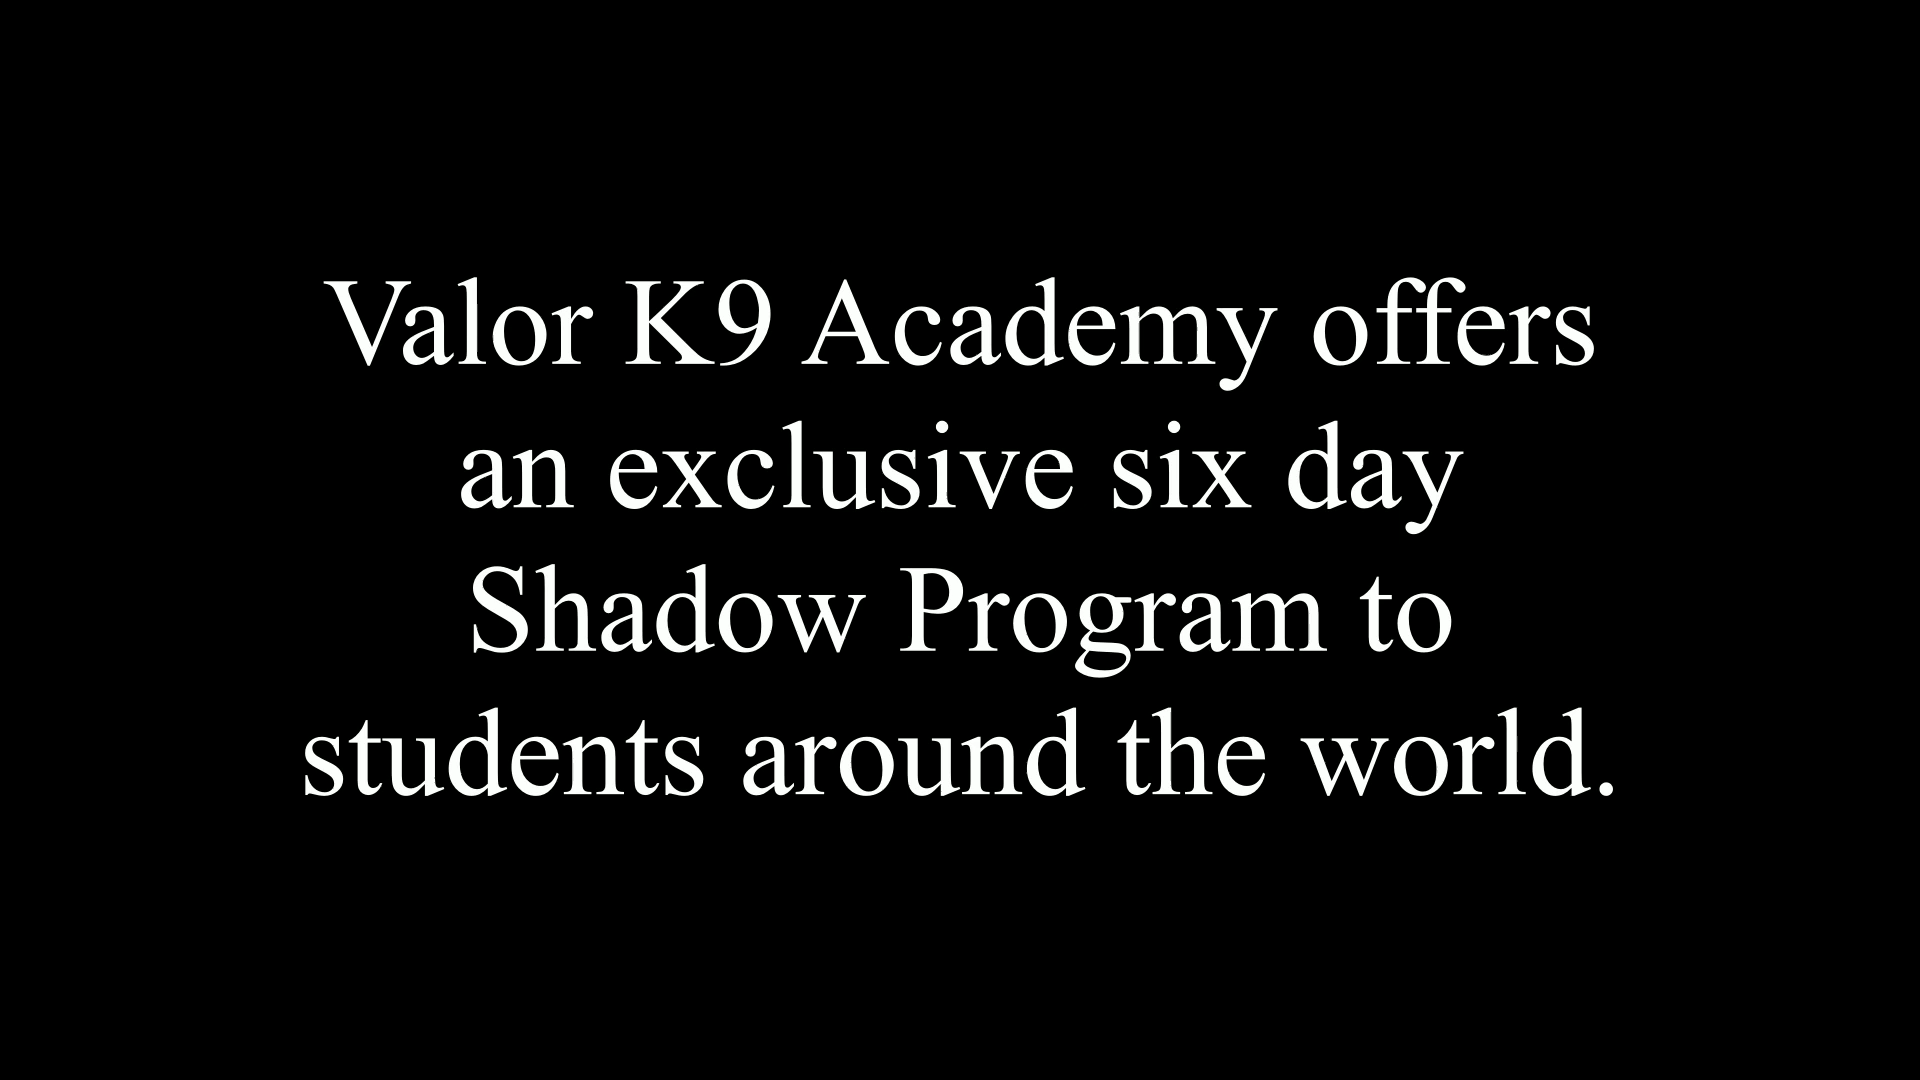 Valor K9 Academy offers
an exclusive six day
Shadow Program to
students around the world.